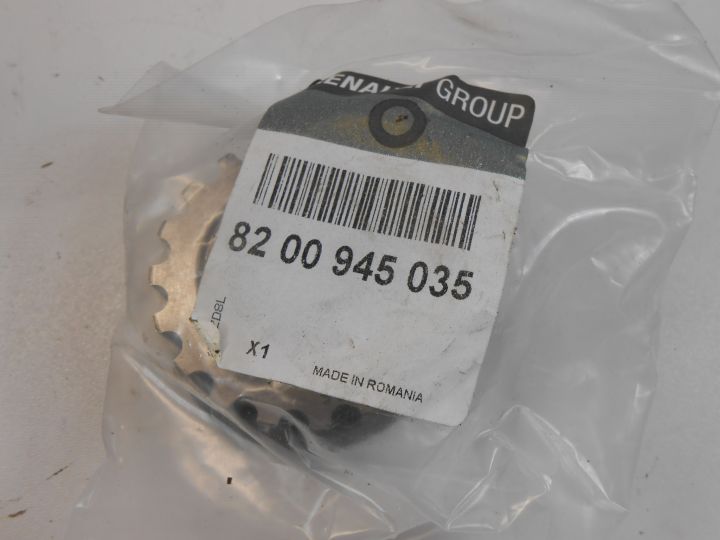 GROUP
82 00 945 035
X1
MADE IN ROMANIA